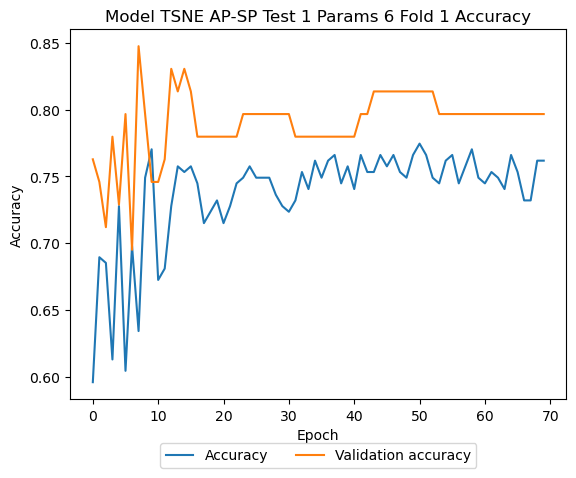 Model TSNE AP-SP Test 1 Params 6 Fold 1 Accuracy
0.85
0.80
0.75
0.70
0.65
0.60
Accuracy
0 10 20 30 40 50 60 70
Epoch
Accuracy Validation accuracy